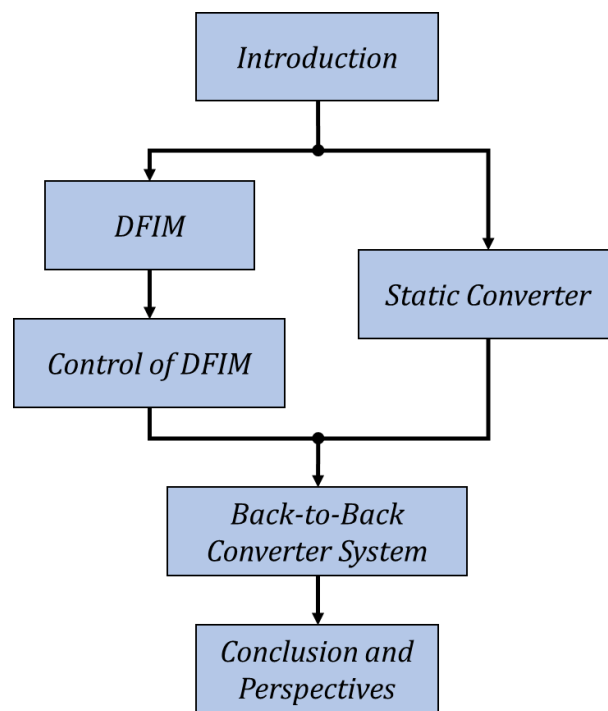 Introduction
DFIM
Static Converter
Control of DFIM
Back-to-Back
Converter System
Conclusion and
Perspectives